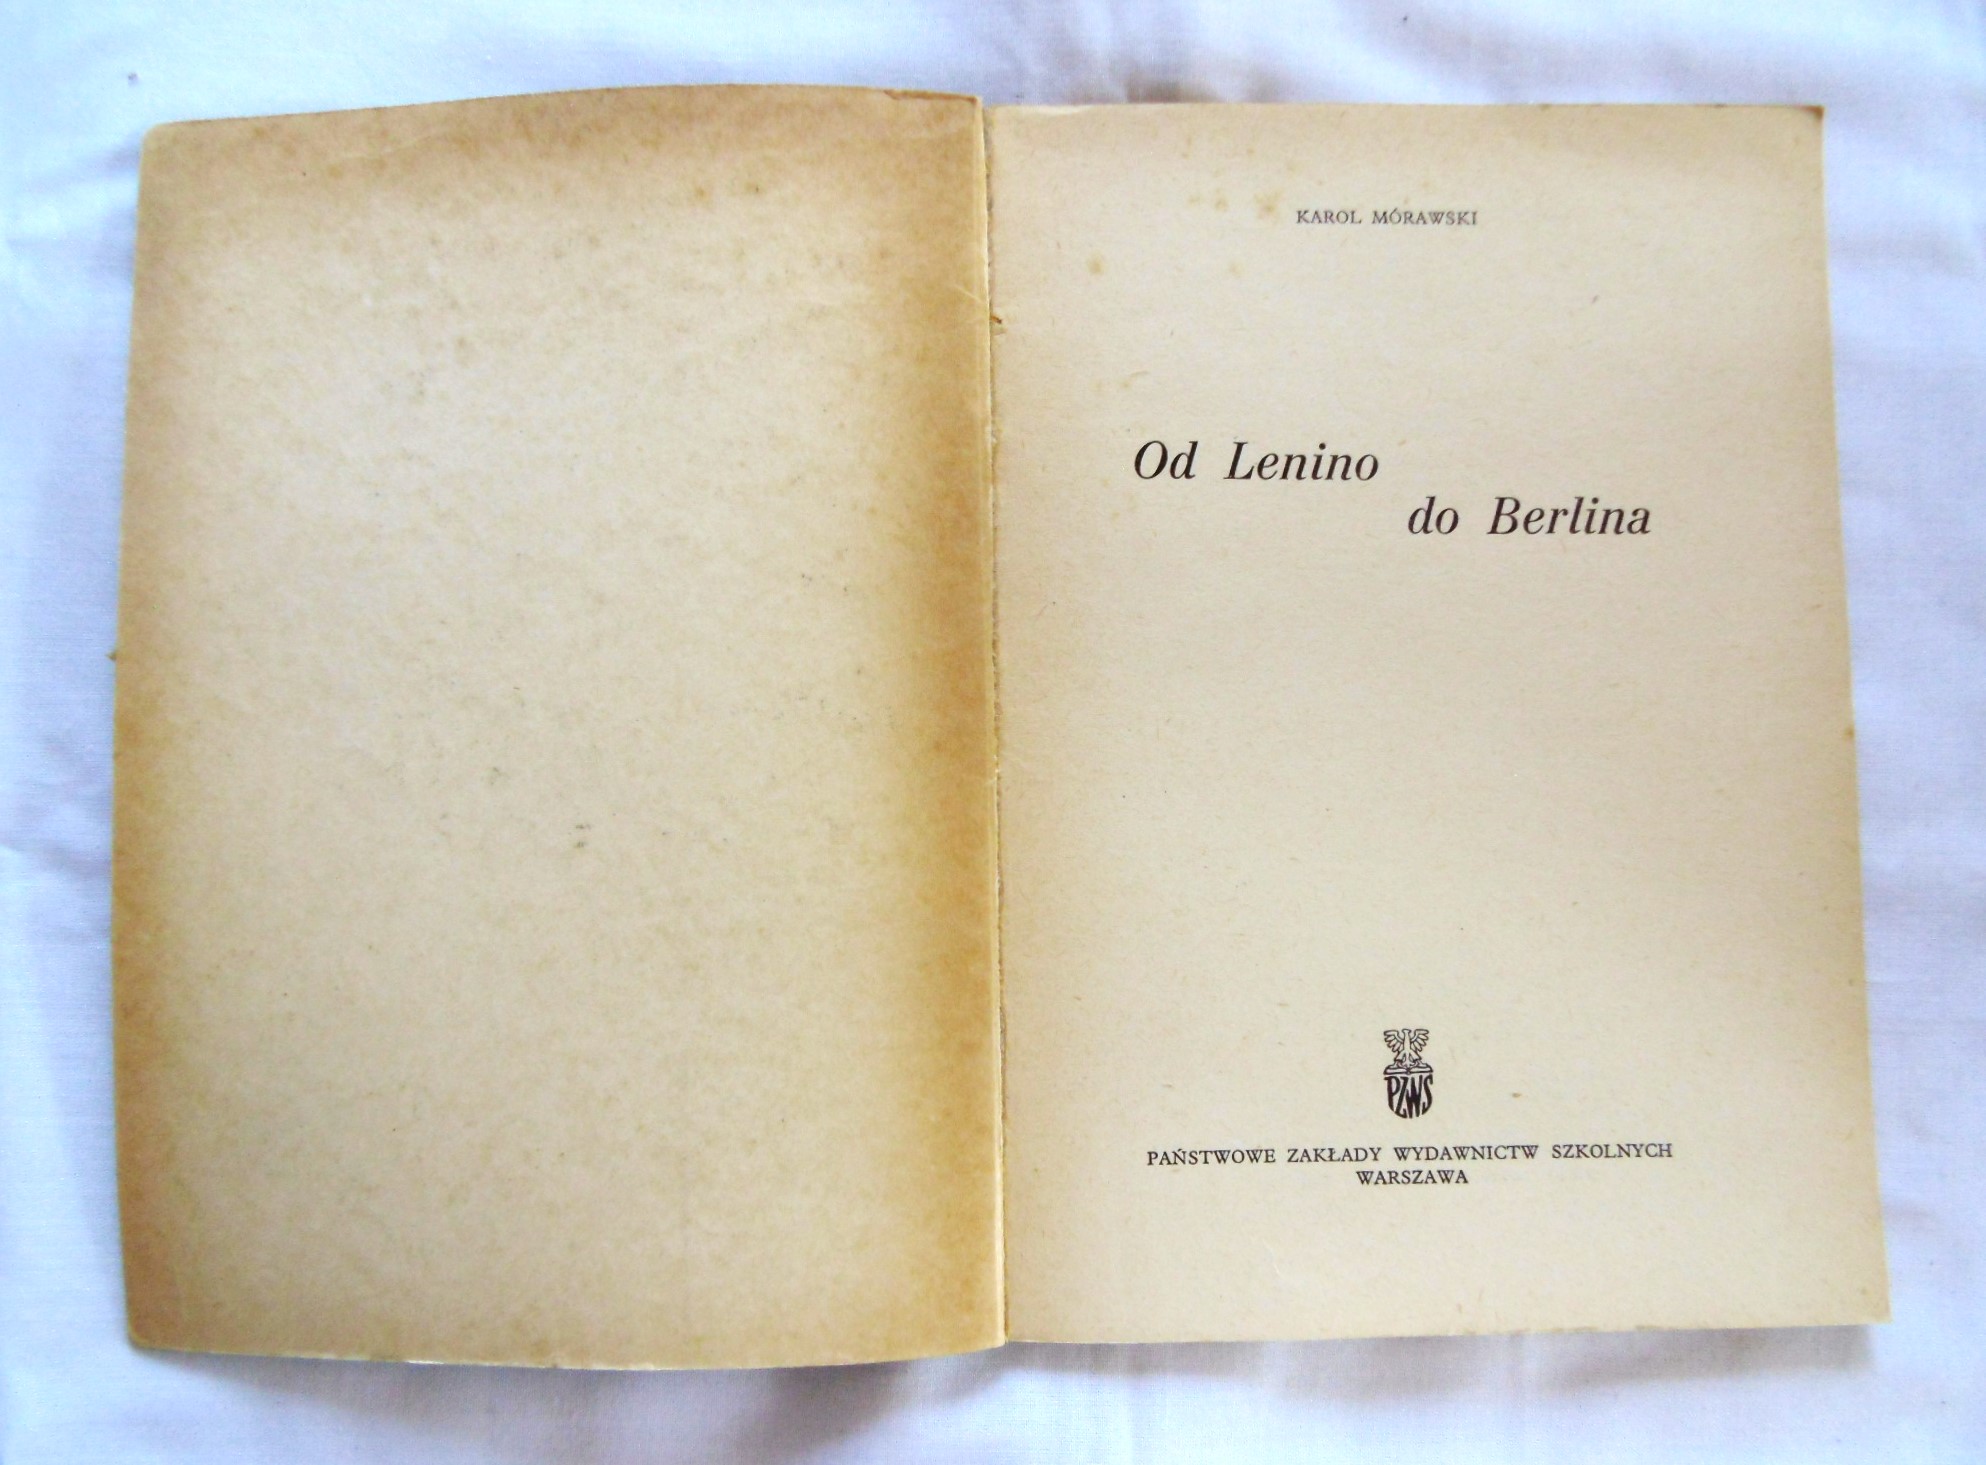 KAROL MÓRAWSKI
Od Lenino
do Berlina
PZWS
PAŃSTWOWE ZAKŁADY WYDAWNICTW SZKOLNYCH
WARSZAWA